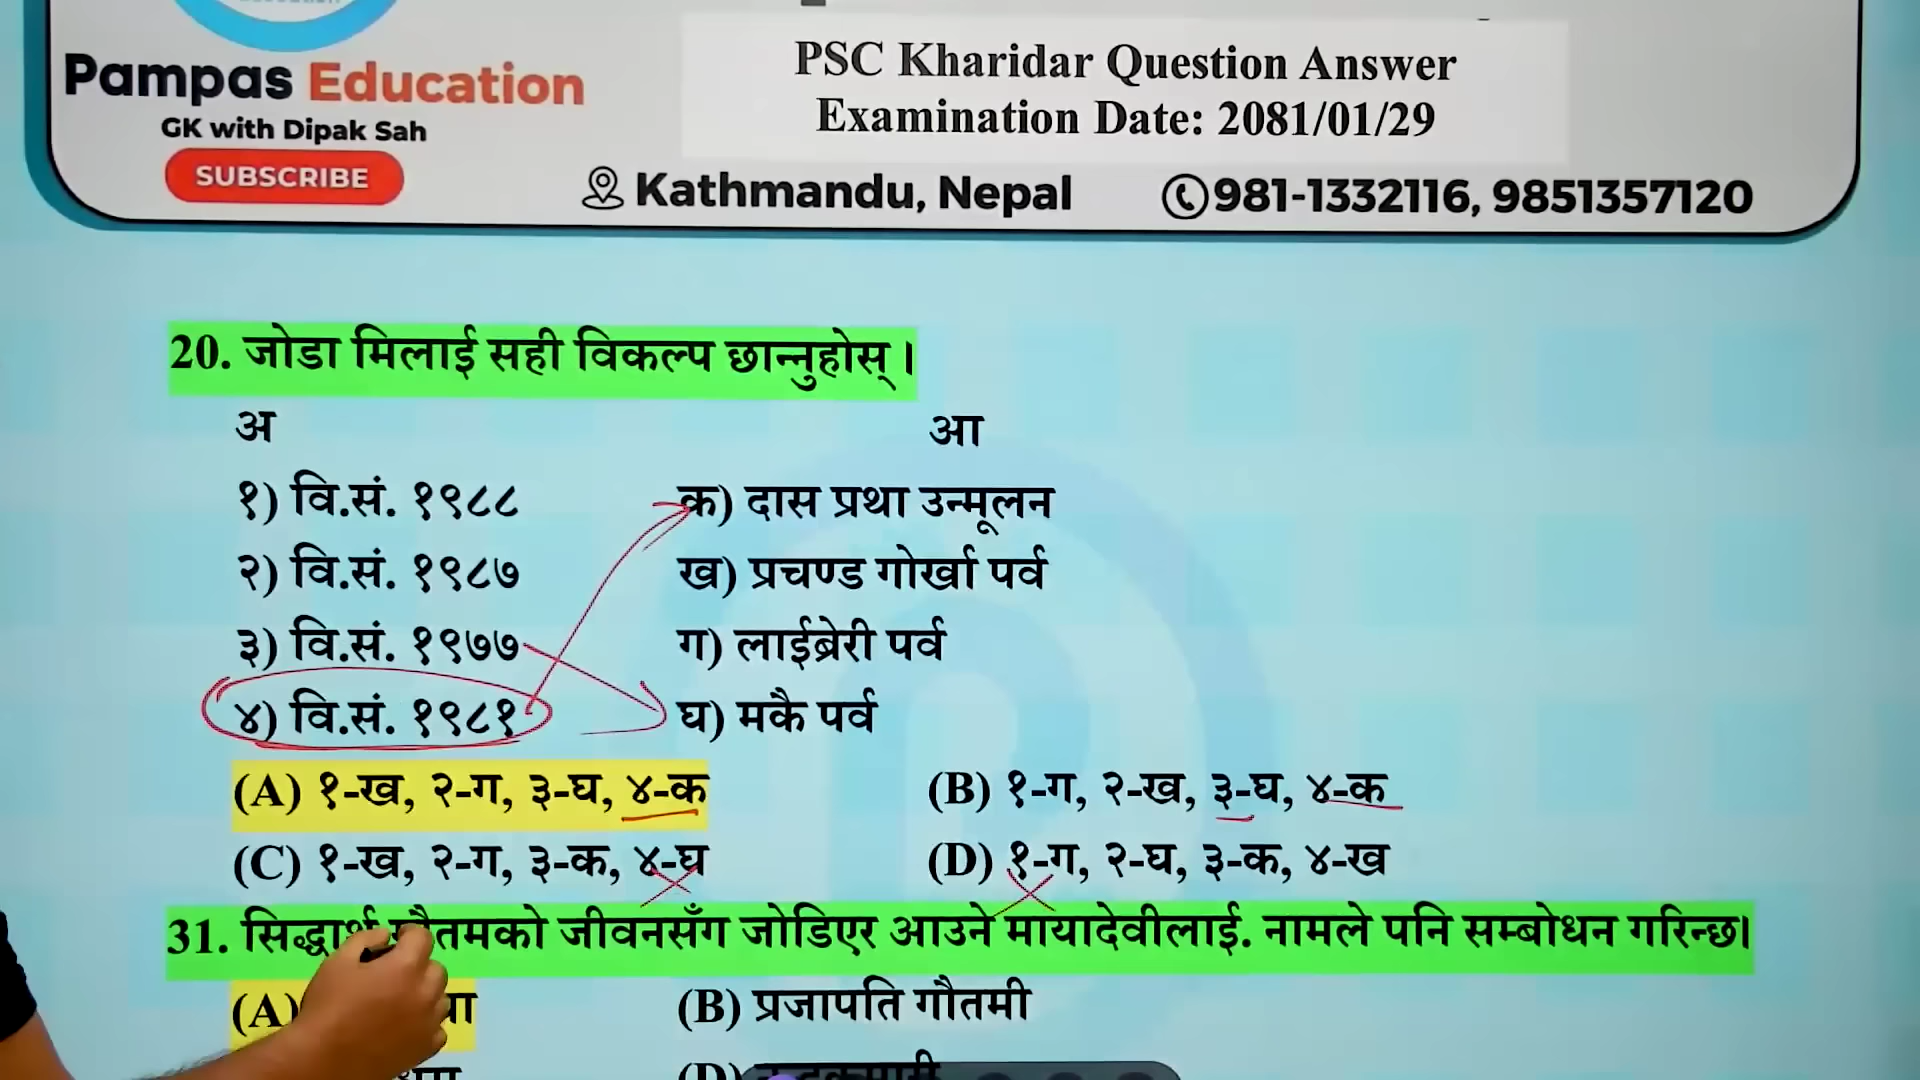 Pampas Education
GK with Dipak Sah
SUBSCRIBE
PSC Kharidar Question Answer
Examination Date: 2081/01/29
Kathmandu, Nepal
981-1332116, 9851357120
20. जोडा मिलाई सही विकल्प छान्नुहोस् ।
अ आ
१) वि.सं. १९८८ क) दास प्रथा उन्मूलन
२) वि.सं. १९८७ ख) प्रचण्ड गोर्खा पर्व
३) वि.सं. १९७७ ग) लाईब्रेरी पर्व
४) वि.सं. १९८१ घ) मकै पर्व
(A) १-ख, २-ग, ३-घ, ४-क (B) १-ग, २-ख, ३-घ, ४-क
(C) १-ख, २-ग, ३-क, ४-घ (D) १-ग, २-घ, ३-क, ४-ख
31. सिद्धार्थ गौतमको जीवनसँग जोडिएर आउने मायादेवीलाई. नामले पनि सम्बोधन गरिन्छ।
(A) (B) प्रजापति गौतमी
(D)